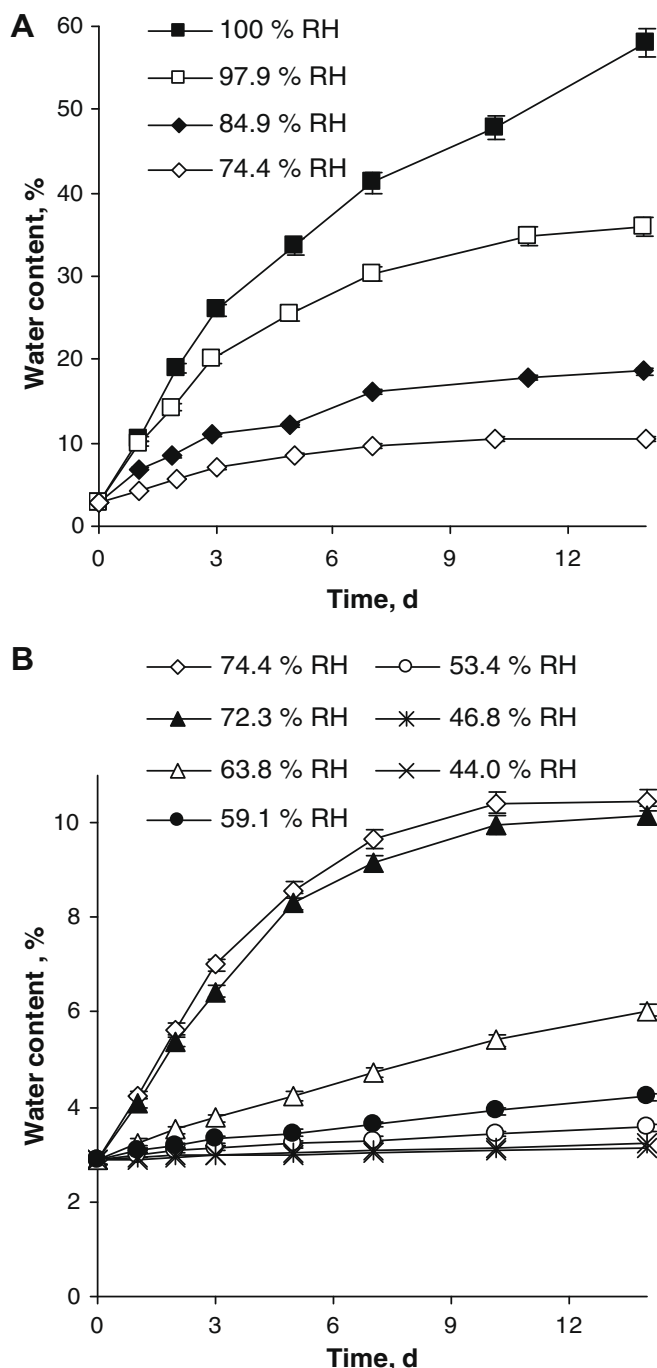 A
100 % RH
97.9 % RH
84.9 % RH
74.4 % RH
60
50
40
30
20
10
0
Water content, %
0 3 6 9 12
Time, d
B
74.4 % RH 53.4 % RH
72.3 % RH 46.8 % RH
63.8 % RH 44.0 % RH
59.1 % RH
10
8
6
4
2
0
Water content , %
0 3 6 9 12
Time, d